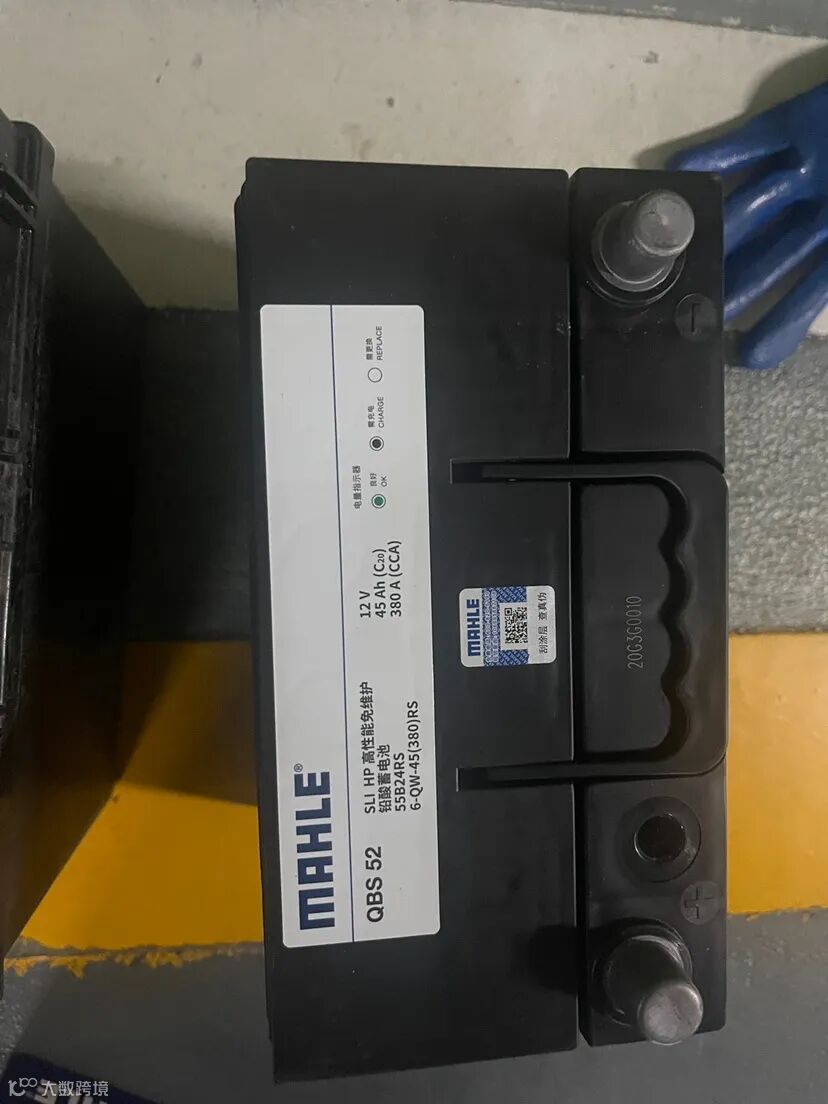 MAHLE®
QBS 52
SLI HP 高性能免维护
铅酸蓄电池
55B24RS
6-QW-45(380)RS
12 V
45 Ah (C20)
380 A (CCA)
电量指示器
良好
OK
需充电
CHARGE
需更换
REPLACE
MAHLE
刮涂层 查真伪
20G3G0010
大数跨境